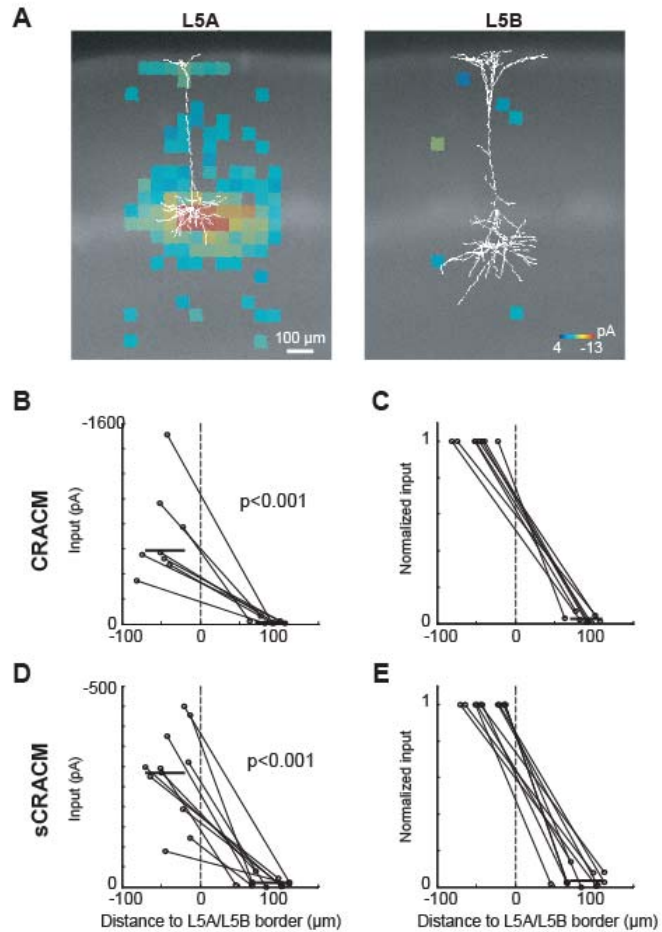 A
L5A
L5B
100 µm
pA
4 -13
B
C
-1600
1
CRACM
Input (pA)
p<0.001
Normalized input
0
0
-100 0 100
-100 0 100
D
E
-500
1
sCRACM
Input (pA)
p<0.001
Normalized input
0
0
-100 0 100
-100 0 100
Distance to L5A/L5B border (µm)
Distance to L5A/L5B border (µm)